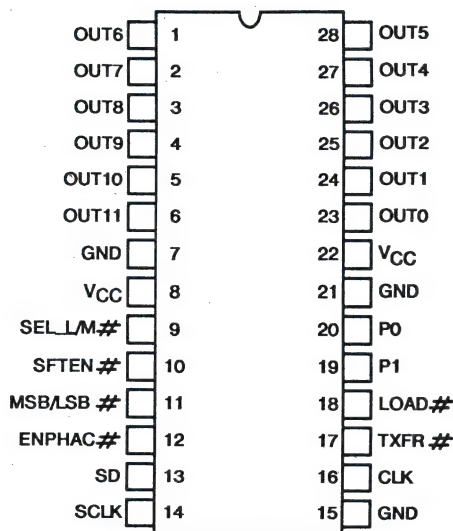 OUT6 1 28 OUT5
OUT7 2 27 OUT4
OUT8 3 26 OUT3
OUT9 4 25 OUT2
OUT10 5 24 OUT1
OUT11 6 23 OUT0
GND 7 22 VCC
VCC 8 21 GND
SEL_L/M# 9 20 P0
SFTEN# 10 19 P1
MSB/LSB # 11 18 LOAD#
ENPHAC# 12 17 TXFR #
SD 13 16 CLK
SCLK 14 15 GND